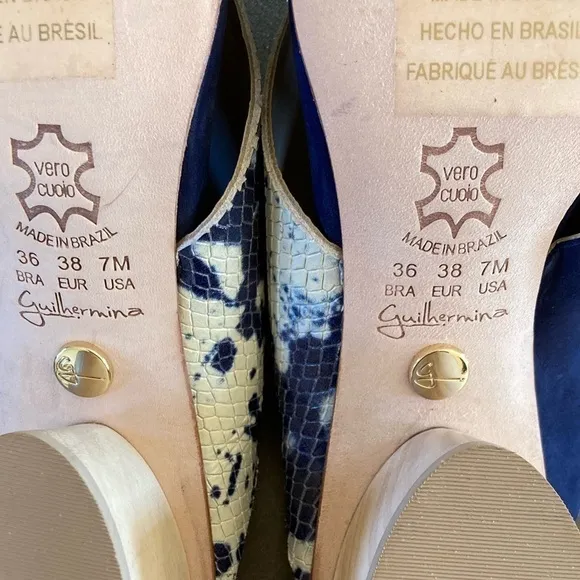 AU BRÉSIL
vero
cuoio
MADE IN BRAZIL
36 38 7M
BRA EUR USA
Guilhermina
HECHO EN BRASIL
FABRIQUÉ AU BRÉS
vero
cuoio
MADE IN BRAZIL
36 38 7M
BRA EUR USA
Guilhermina